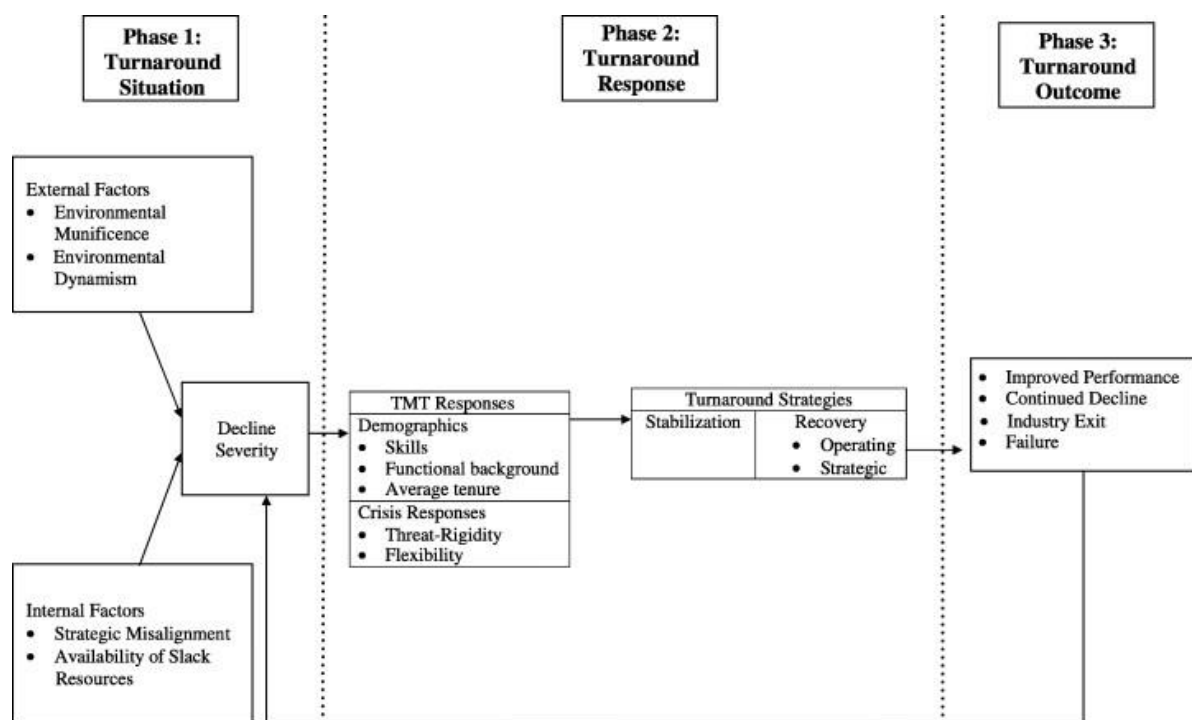 Phase 1:
Turnaround
Situation
Phase 2:
Turnaround
Response
Phase 3:
Turnaround
Outcome
External Factors
• Environmental
Munificence
• Environmental
Dynamism
Decline
Severity
Internal Factors
• Strategic Misalignment
• Availability of Slack
Resources
TMT Responses
Demographics
• Skills
• Functional background
• Average tenure
Crisis Responses
• Threat-Rigidity
• Flexibility
Turnaround Strategies
Stabilization
Recovery
• Operating
• Strategic
• Improved Performance
• Continued Decline
• Industry Exit
• Failure